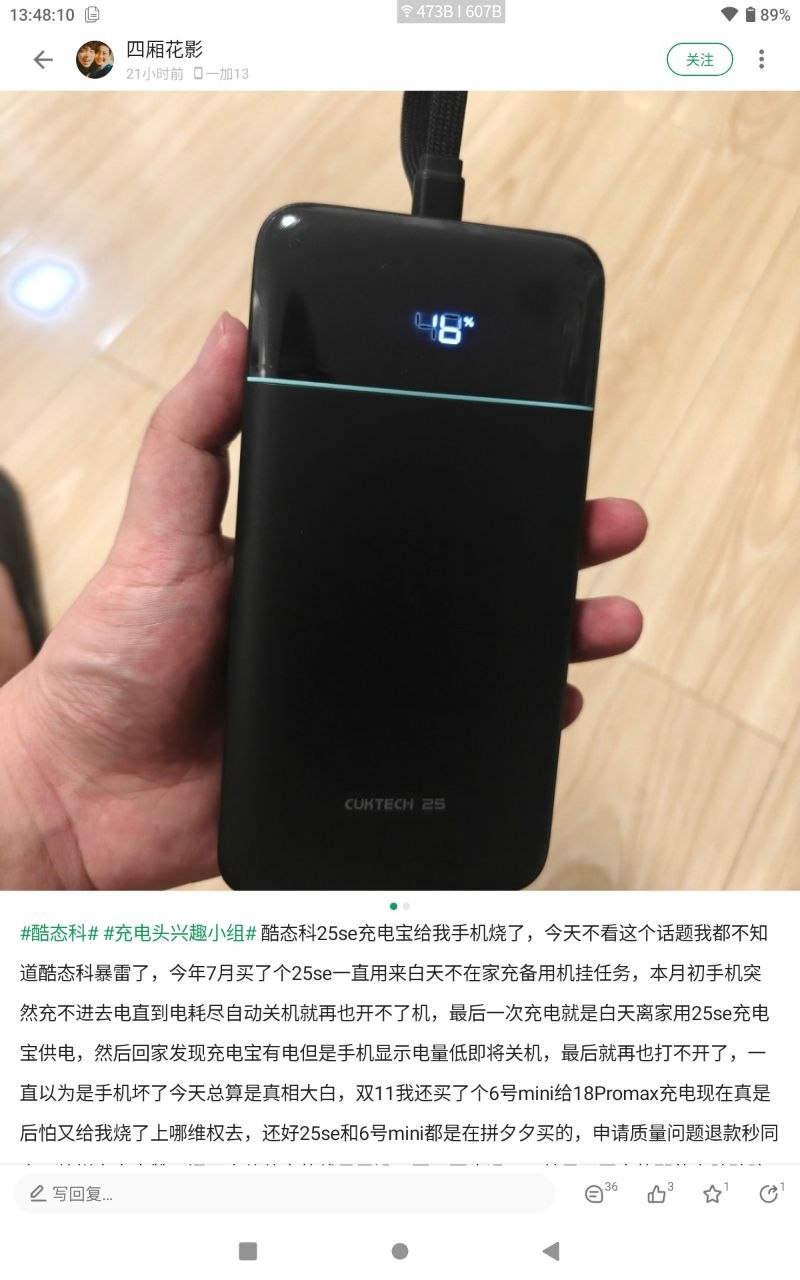 13:48:10
473B | 607B
89%
四厢花影
21小时前 一加13
关注
48%
CUKTECH 25
#酷态科# #充电头兴趣小组# 酷态科25se充电宝给我手机烧了，今天不看这个话题我都不知
道酷态科暴雷了，今年7月买了个25se一直用来白天不在家充备用机挂任务，本月初手机突
然充不进去电直到电耗尽自动关机就再也开不了机，最后一次充电就是白天离家用25se充电
宝供电，然后回家发现充电宝有电但是手机显示电量低即将关机，最后就再也打不开了，一
直以为是手机坏了今天总算是真相大白，双11我还买了个6号mini给18Promax充电现在真是
后怕又给我烧了上哪维权去，还好25se和6号mini都是在拼夕夕买的，申请质量问题退款秒同
写回复...
36
3
1
1